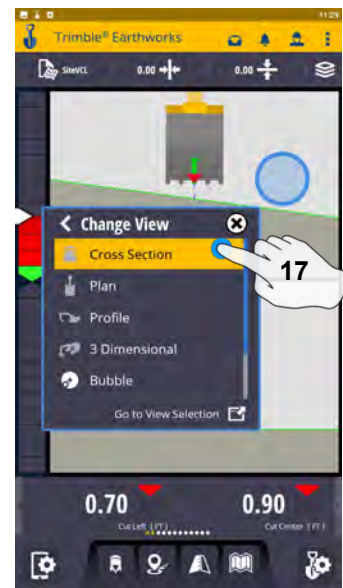 11:29
Trimble® Earthworks
SiteVCL 0.00 0.00
Change View
Cross Section
17
Plan
Profile
3 Dimensional
Bubble
Go to View Selection
0.70 0.90
Cut Left (FT) Cut Center (FT)